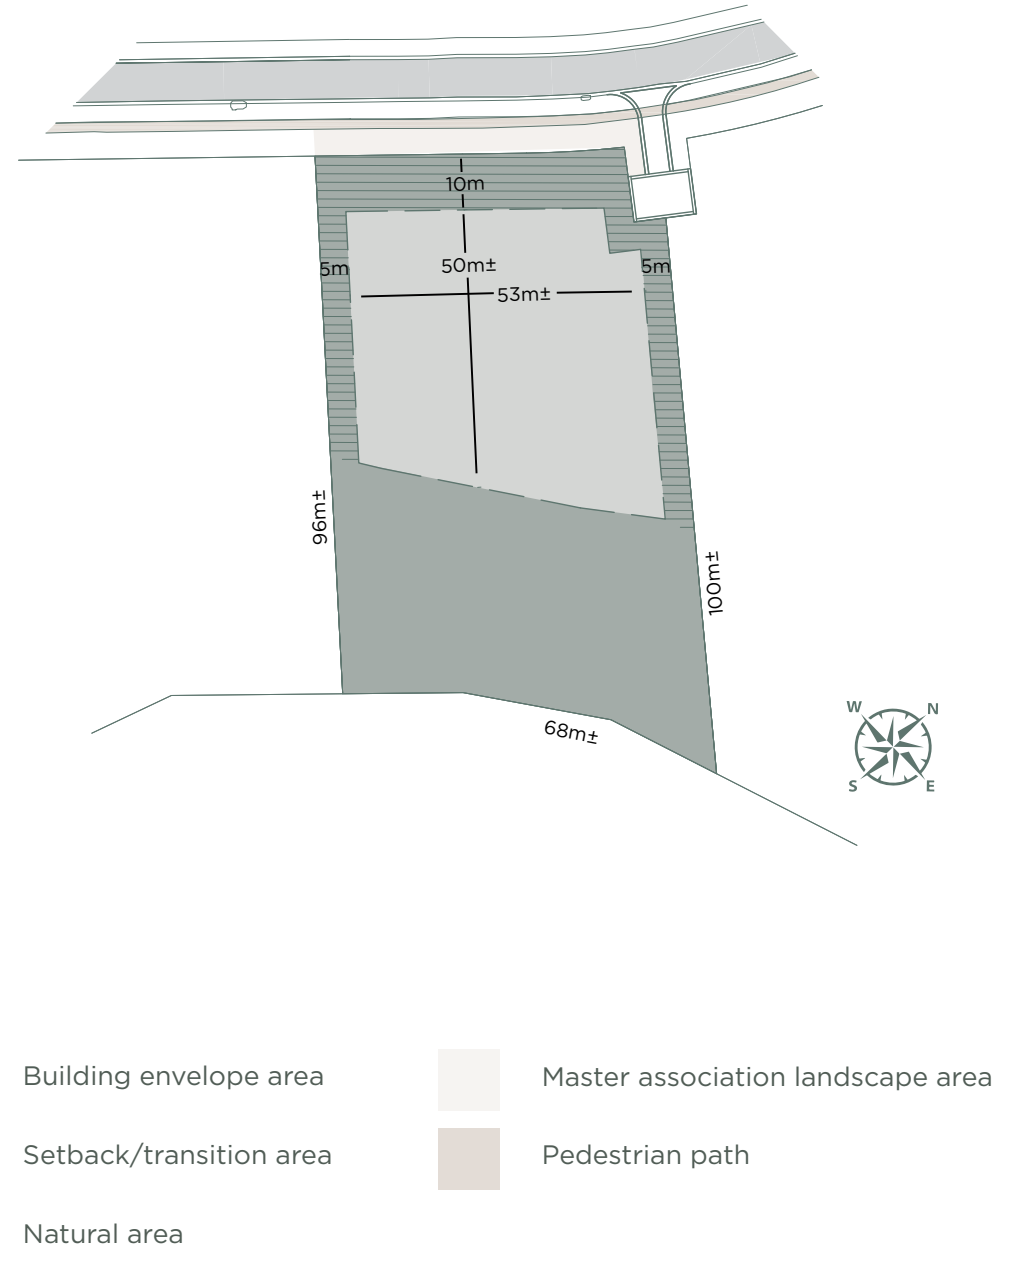 10m
50m±
5m
5m
53m±
96m±
100m±
68m±
W
N
S
E
Building envelope area
Master association landscape area
Setback/transition area
Pedestrian path
Natural area